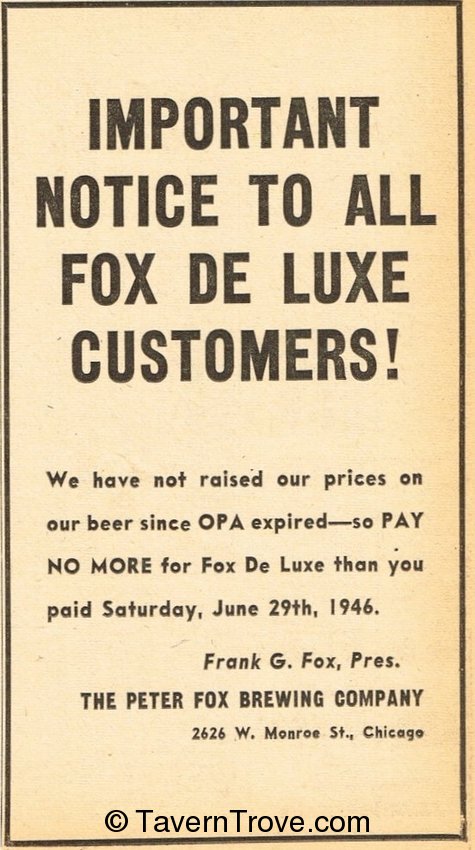 IMPORTANT
NOTICE TO ALL
FOX DE LUXE
CUSTOMERS!
We have not raised our prices on
our beer since OPA expired—so PAY
NO MORE for Fox De Luxe than you
paid Saturday, June 29th, 1946.
Frank G. Fox, Pres.
THE PETER FOX BREWING COMPANY
2626 W. Monroe St., Chicago
© TavernTrove.com